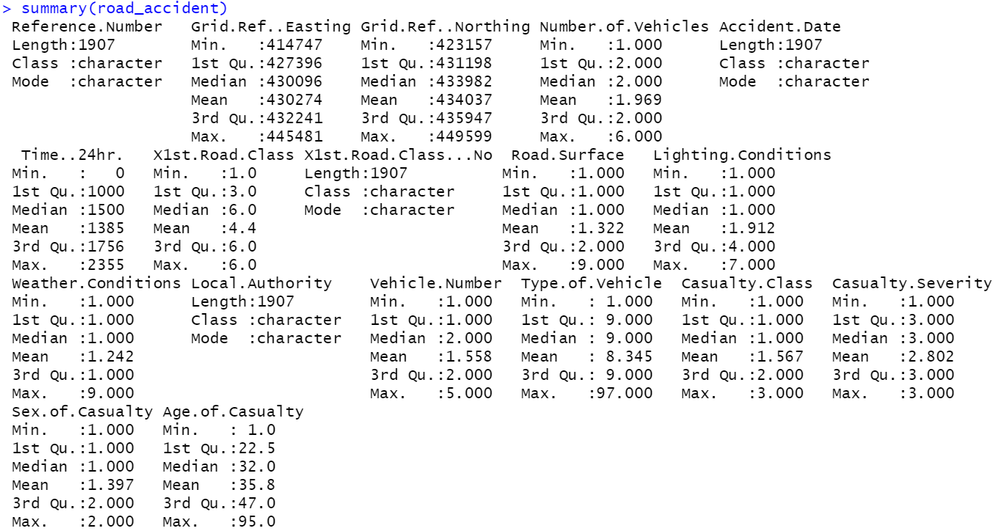 > summary(road_accident)
Reference.Number Grid.Ref..Easting Grid.Ref..Northing Number.of.Vehicles Accident.Date
Length:1907 Min. :414747 Min. :423157 Min. :1.000 Length:1907
Class :character 1st Qu.:427396 1st Qu.:431198 1st Qu.:2.000 Class :character
Mode :character Median :430096 Median :433982 Median :2.000 Mode :character
Mean :430274 Mean :434037 Mean :1.969
3rd Qu.:432241 3rd Qu.:435947 3rd Qu.:2.000
Max. :445481 Max. :449599 Max. :6.000
Time..24hr. X1st.Road.Class X1st.Road.Class...No Road.Surface Lighting.Conditions
Min. : 0 Min. :1.0 Length:1907 Min. :1.000 Min. :1.000
1st Qu.:1000 1st Qu.:3.0 Class :character 1st Qu.:1.000 1st Qu.:1.000
Median :1500 Median :6.0 Mode :character Median :1.000 Median :1.000
Mean :1385 Mean :4.4 Mean :1.322 Mean :1.912
3rd Qu.:1756 3rd Qu.:6.0 3rd Qu.:2.000 3rd Qu.:4.000
Max. :2355 Max. :6.0 Max. :9.000 Max. :7.000
Weather.Conditions Local.Authority Vehicle.Number Type.of.Vehicle Casualty.Class Casualty.Severity
Min. :1.000 Length:1907 Min. :1.000 Min. : 1.000 Min. :1.000 Min. :1.000
1st Qu.:1.000 Class :character 1st Qu.:1.000 1st Qu.: 9.000 1st Qu.:1.000 1st Qu.:3.000
Median :1.000 Mode :character Median :2.000 Median : 9.000 Median :1.000 Median :3.000
Mean :1.242 Mean :1.558 Mean : 8.345 Mean :1.567 Mean :2.802
3rd Qu.:1.000 3rd Qu.:2.000 3rd Qu.: 9.000 3rd Qu.:2.000 3rd Qu.:3.000
Max. :9.000 Max. :5.000 Max. :97.000 Max. :3.000 Max. :3.000
Sex.of.Casualty Age.of.Casualty
Min. :1.000 Min. : 1.0
1st Qu.:1.000 1st Qu.:22.5
Median :1.000 Median :32.0
Mean :1.397 Mean :35.8
3rd Qu.:2.000 3rd Qu.:47.0
Max. :2.000 Max. :95.0